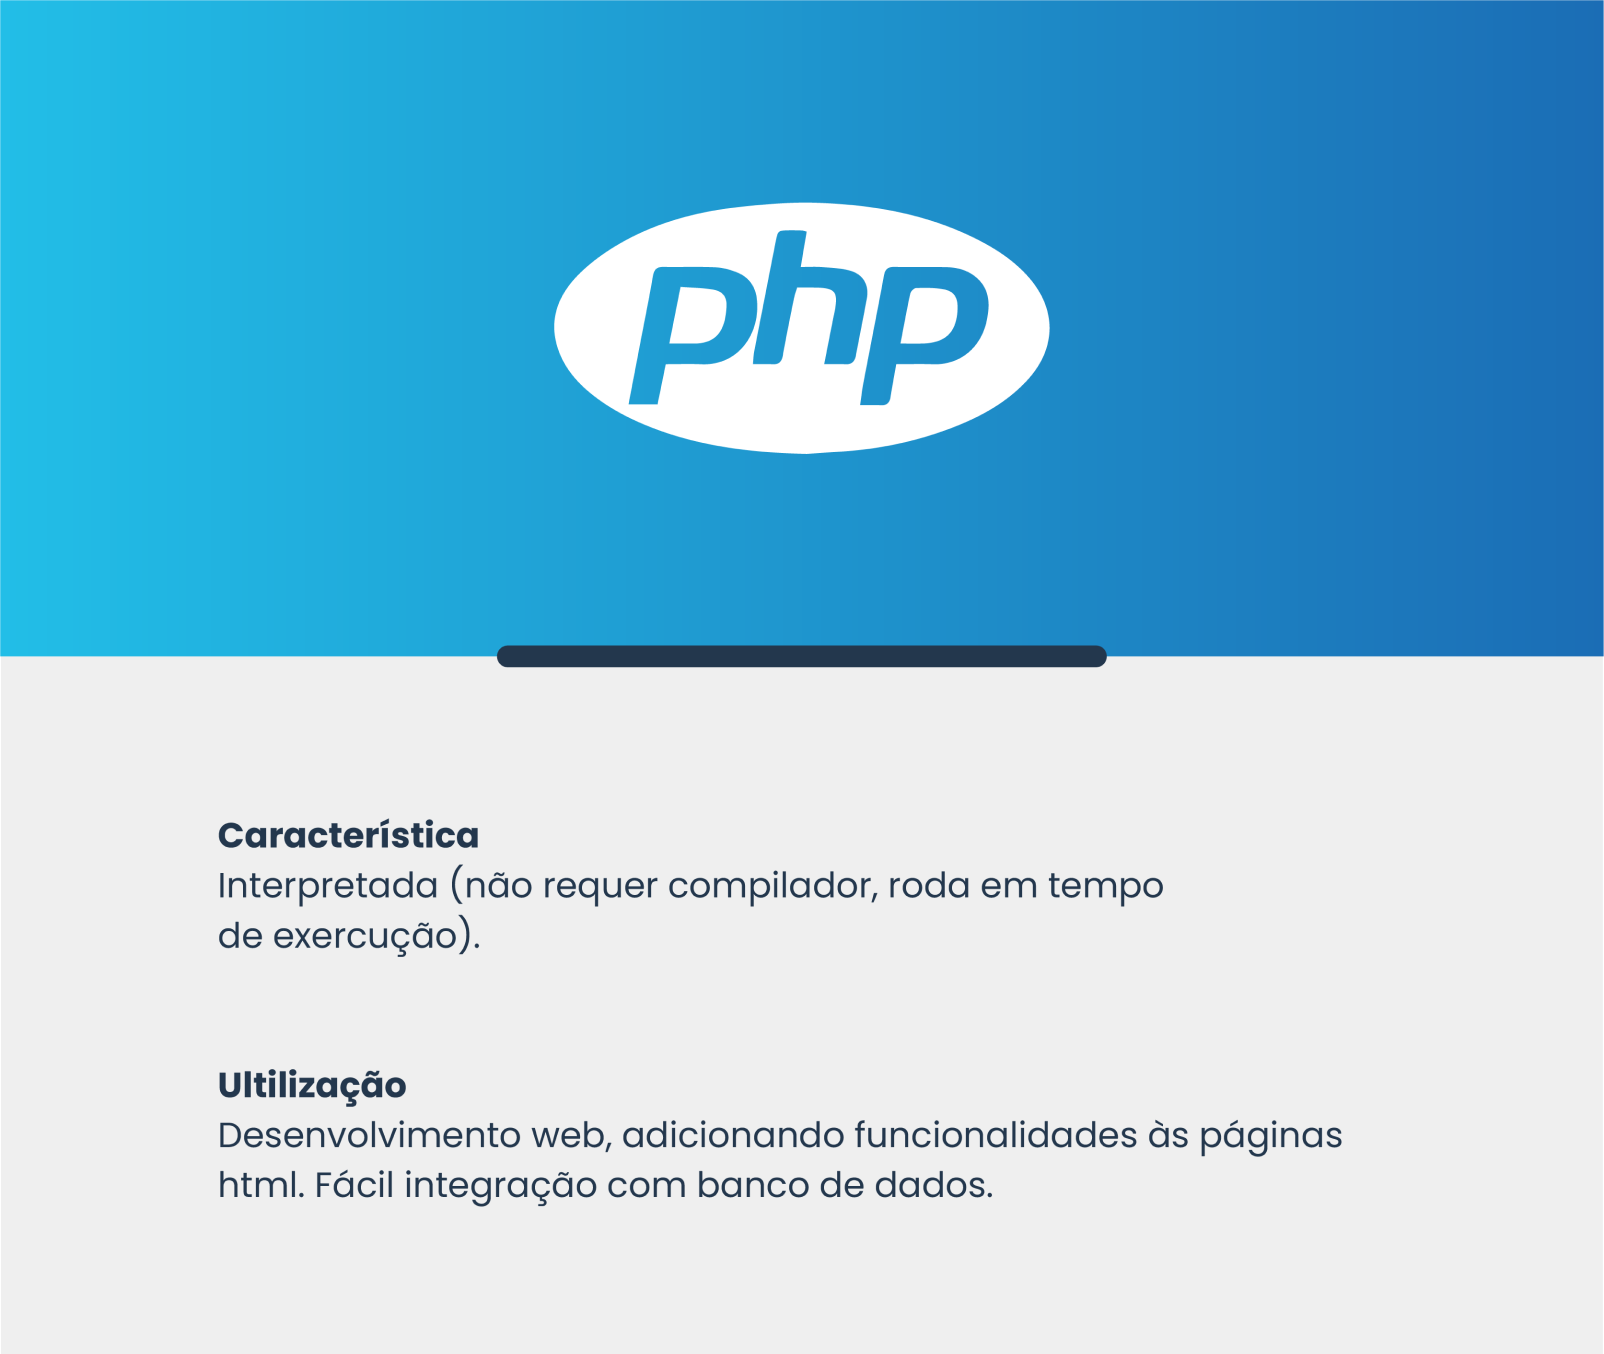 php
Característica
Interpretada (não requer compilador, roda em tempo
de exercução).
Ultilização
Desenvolvimento web, adicionando funcionalidades às páginas
html. Fácil integração com banco de dados.